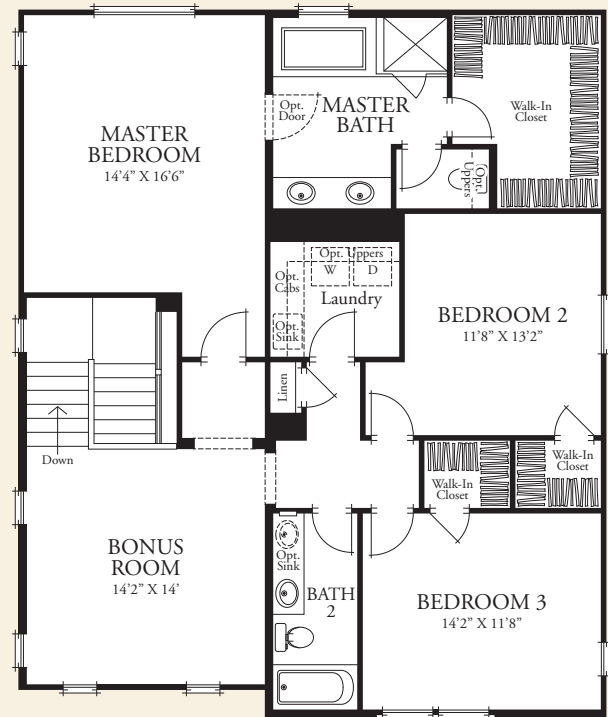 MASTER
BEDROOM
14'4" X 16'6"
Opt.
Door
MASTER
BATH
Walk-In
Closet
Opt.
Uppers
Opt. Uppers
W D
Opt.
Cabs
Laundry
Opt.
Sink
BEDROOM 2
11'8" X 13'2"
Linen
Down
Walk-In
Closet
Walk-In
Closet
BONUS
ROOM
14'2" X 14'
Opt.
Sink
BATH
2
BEDROOM 3
14'2" X 11'8"